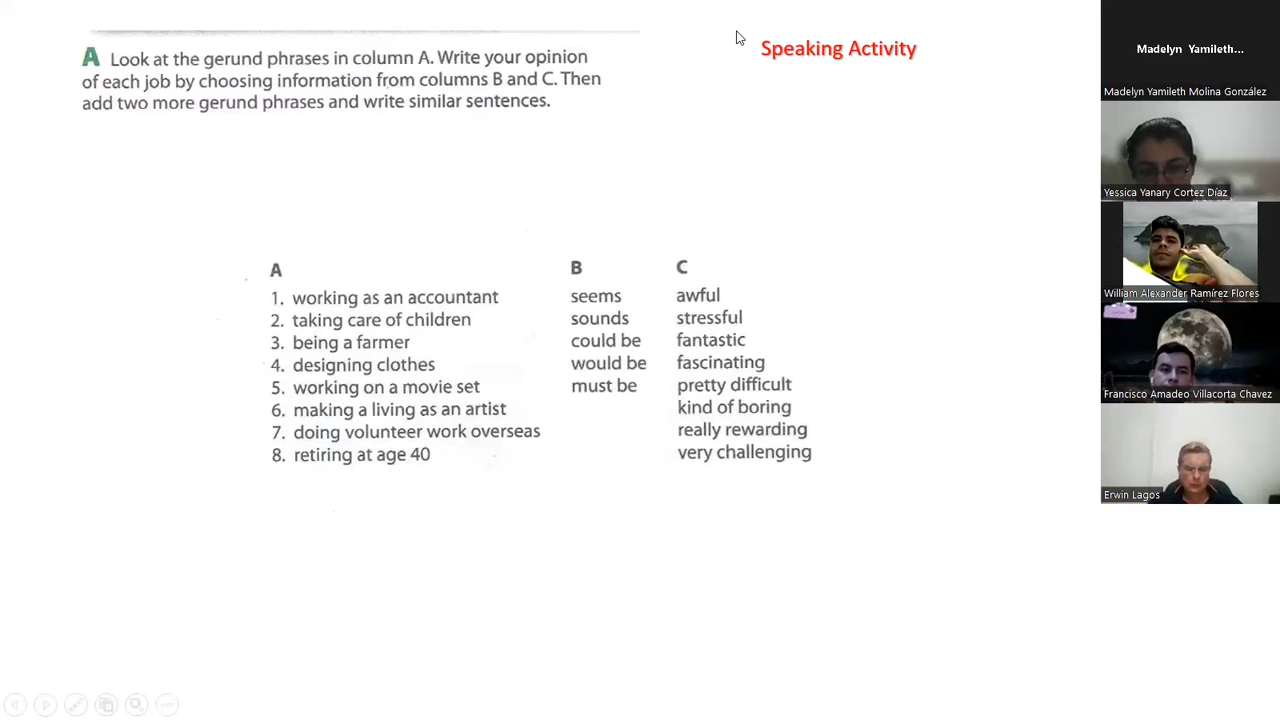 A Look at the gerund phrases in column A. Write your opinion
of each job by choosing information from columns B and C. Then
add two more gerund phrases and write similar sentences.
Speaking Activity
A B C
1. working as an accountant seems awful
2. taking care of children sounds stressful
3. being a farmer could be fantastic
4. designing clothes would be fascinating
5. working on a movie set must be pretty difficult
6. making a living as an artist kind of boring
7. doing volunteer work overseas really rewarding
8. retiring at age 40 very challenging
Madelyn Yamileth...
Madelyn Yamileth Molina González
Yessica Yanary Cortez Díaz
William Alexander Ramírez Flores
Francisco Amadeo Villacorta Chavez
Erwin Lagos